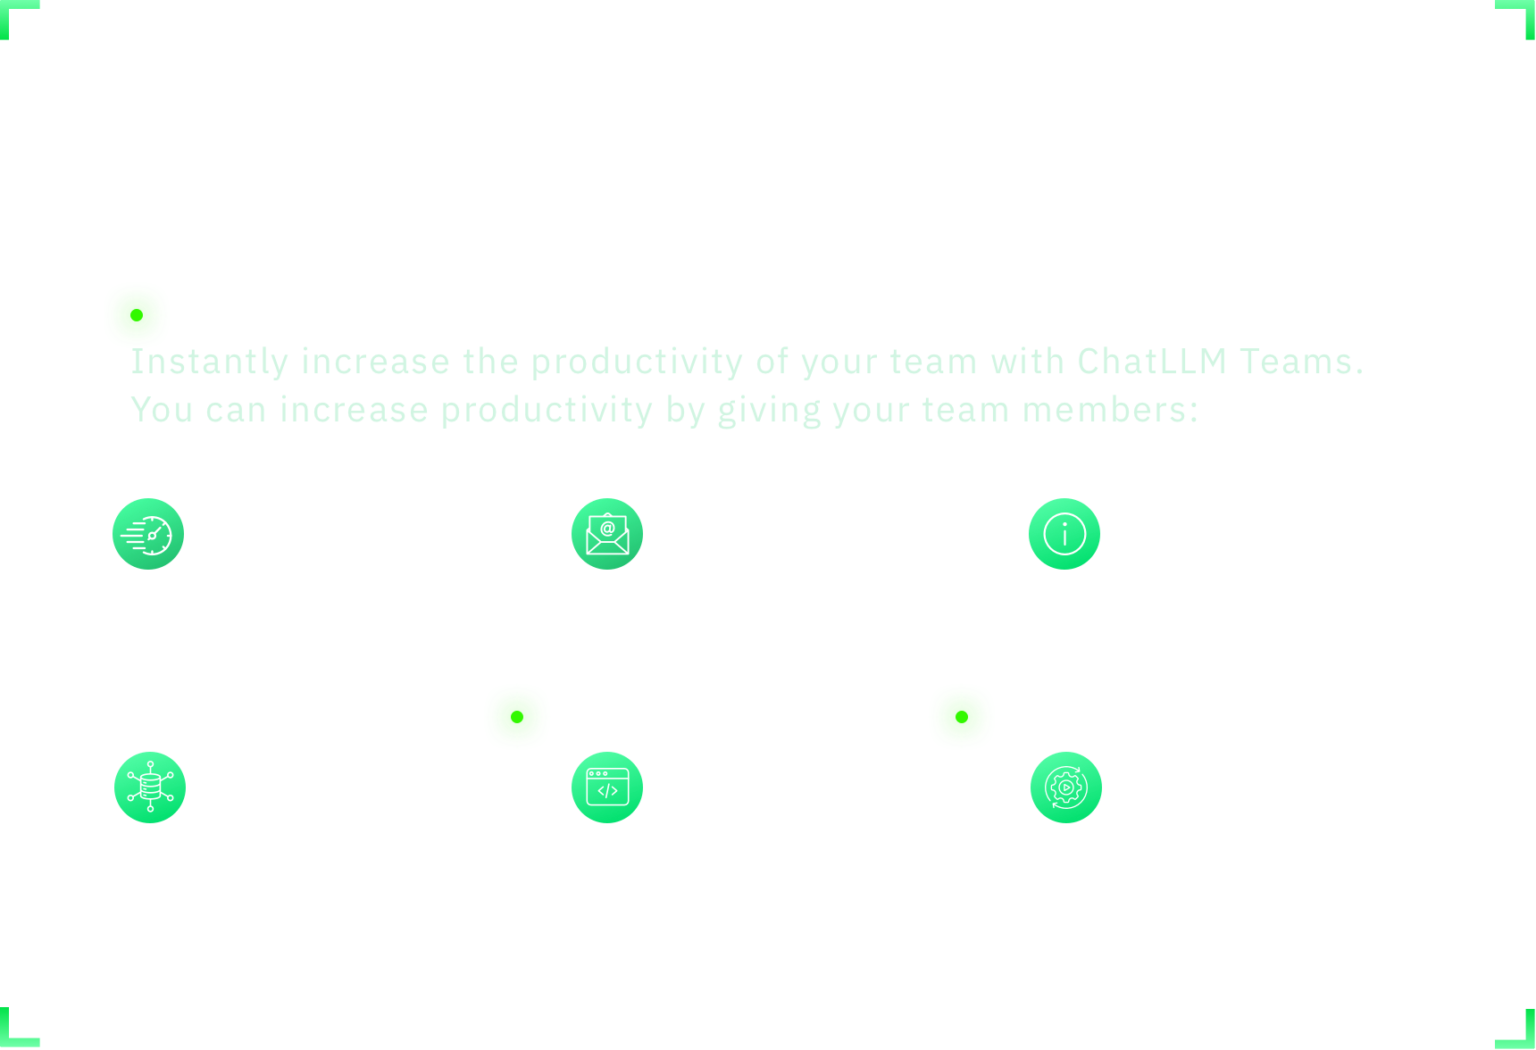 Instantly increase the productivity of your team with ChatLLM Teams.
You can increase productivity by giving your team members: